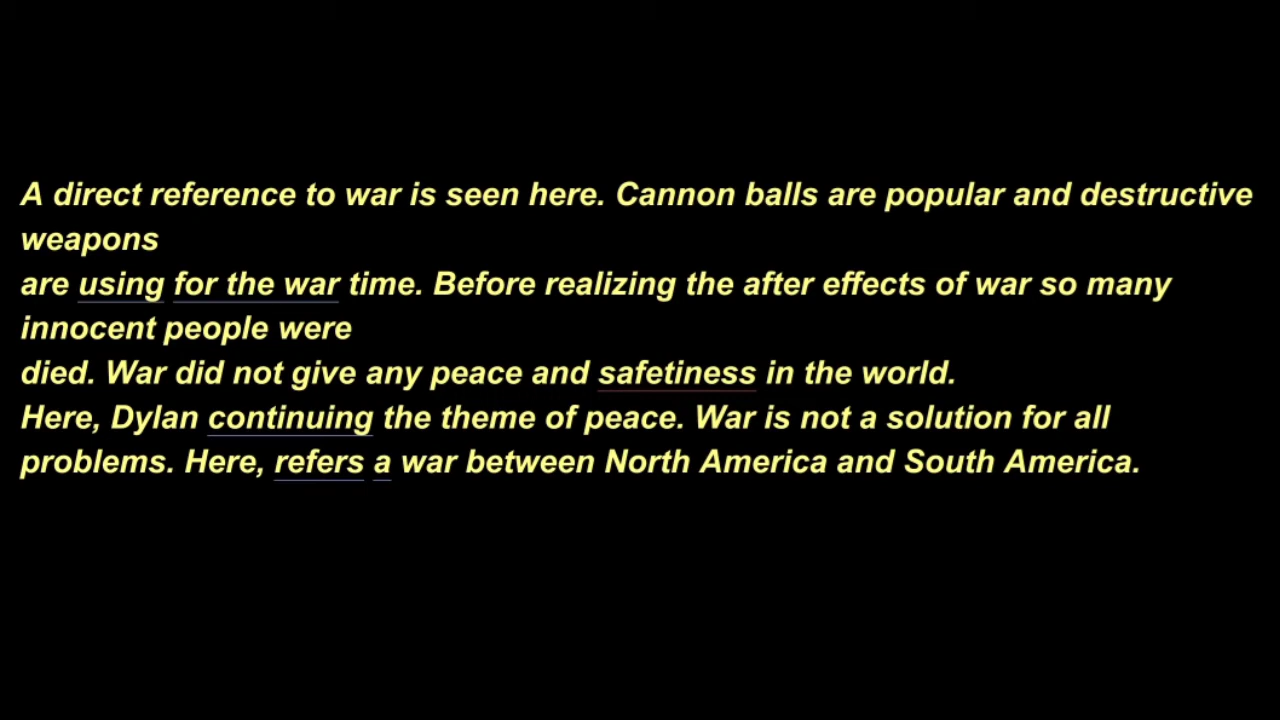 A direct reference to war is seen here. Cannon balls are popular and destructive
weapons
are using for the war time. Before realizing the after effects of war so many
innocent people were
died. War did not give any peace and safetiness in the world.
Here, Dylan continuing the theme of peace. War is not a solution for all
problems. Here, refers a war between North America and South America.